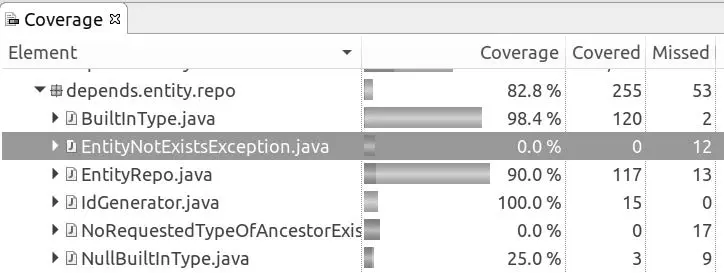 Coverage
Element Coverage Covered Missed
depends.entity.repo 82.8 % 255 53
BuiltInType.java 98.4 % 120 2
EntityNotExistsException.java 0.0 % 0 12
EntityRepo.java 90.0 % 117 13
IdGenerator.java 100.0 % 15 0
NoRequestedTypeOfAncestorExis 0.0 % 0 17
NullBuiltInType.java 25.0 % 3 9